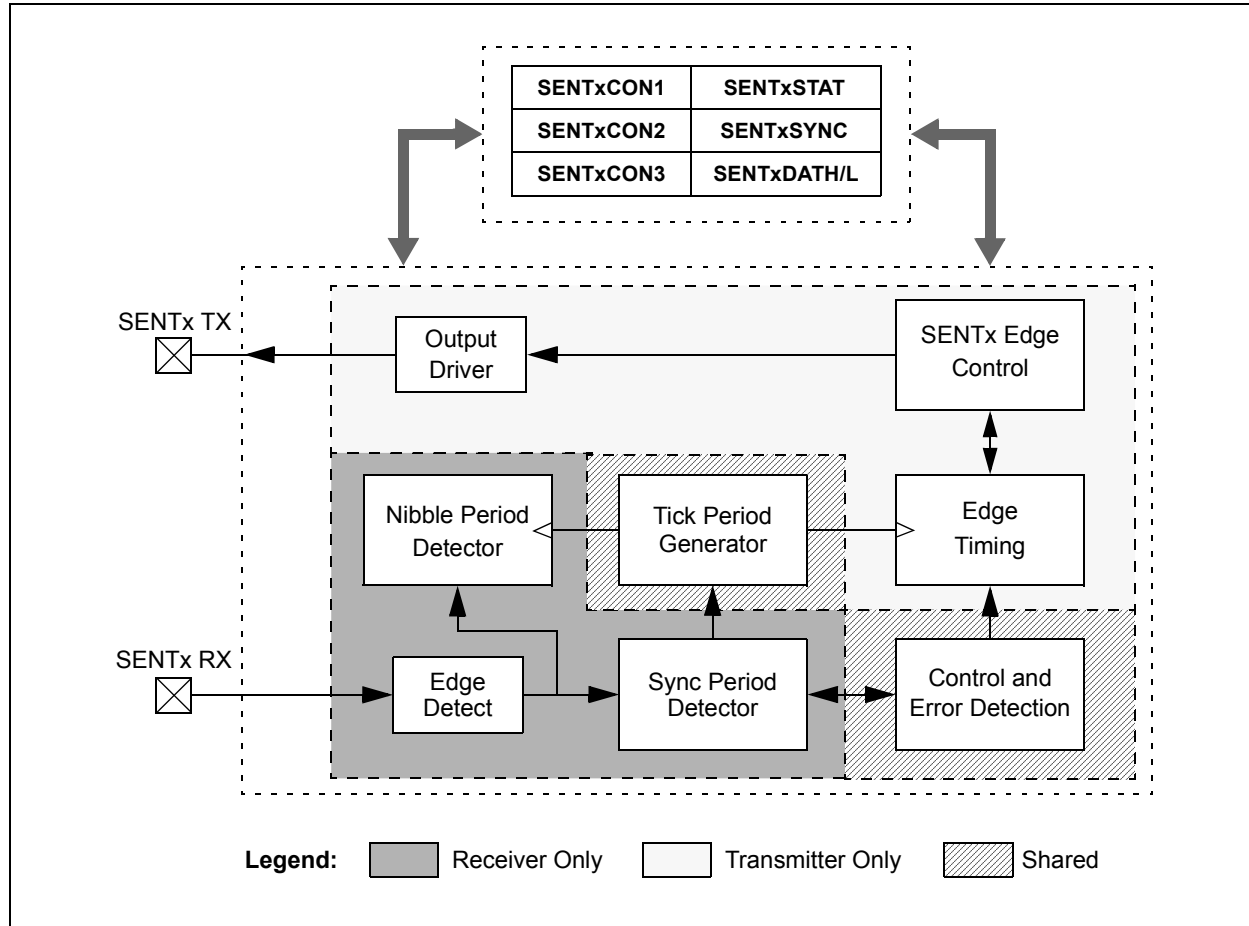 SENTxCON1 SENTxSTAT
SENTxCON2 SENTxSYNC
SENTxCON3 SENTxDATH/L
SENTx TX
Output
Driver
SENTx Edge
Control
Nibble Period
Detector
Tick Period
Generator
Edge
Timing
SENTx RX
Edge
Detect
Sync Period
Detector
Control and
Error Detection
Legend: Receiver Only Transmitter Only Shared